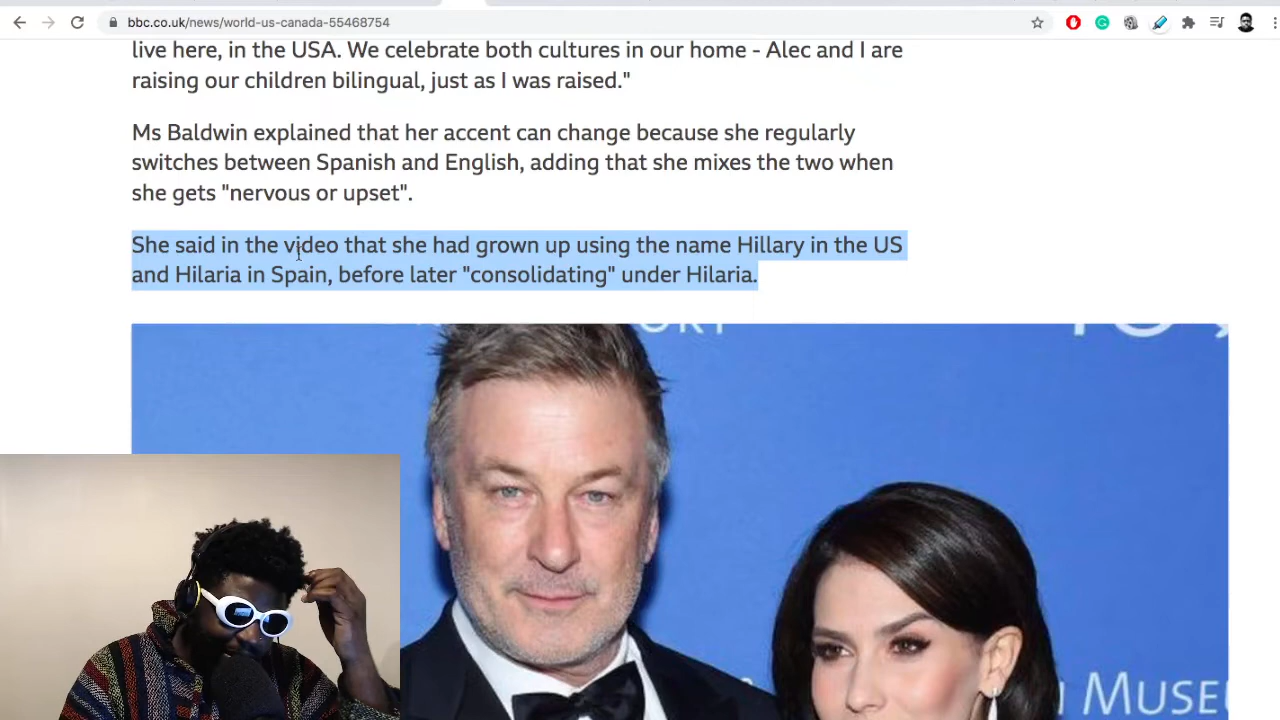 bbc.co.uk/news/world-us-canada-55468754
live here, in the USA. We celebrate both cultures in our home - Alec and I are
raising our children bilingual, just as I was raised."
Ms Baldwin explained that her accent can change because she regularly
switches between Spanish and English, adding that she mixes the two when
she gets "nervous or upset".
She said in the video that she had grown up using the name Hillary in the US
and Hilaria in Spain, before later "consolidating" under Hilaria.